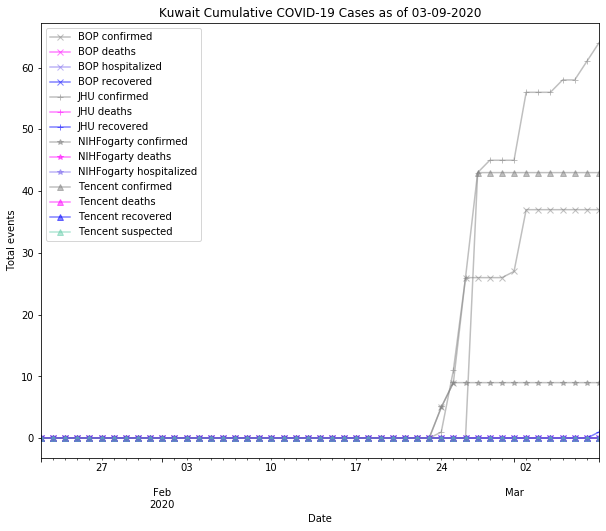 Kuwait Cumulative COVID-19 Cases as of 03-09-2020
BOP confirmed
BOP deaths
BOP hospitalized
BOP recovered
JHU confirmed
JHU deaths
JHU recovered
NIHFogarty confirmed
NIHFogarty deaths
NIHFogarty hospitalized
Tencent confirmed
Tencent deaths
Tencent recovered
Tencent suspected
Total events
60
50
40
30
20
10
0
27 03 10 17 24 02
Feb Mar
2020
Date